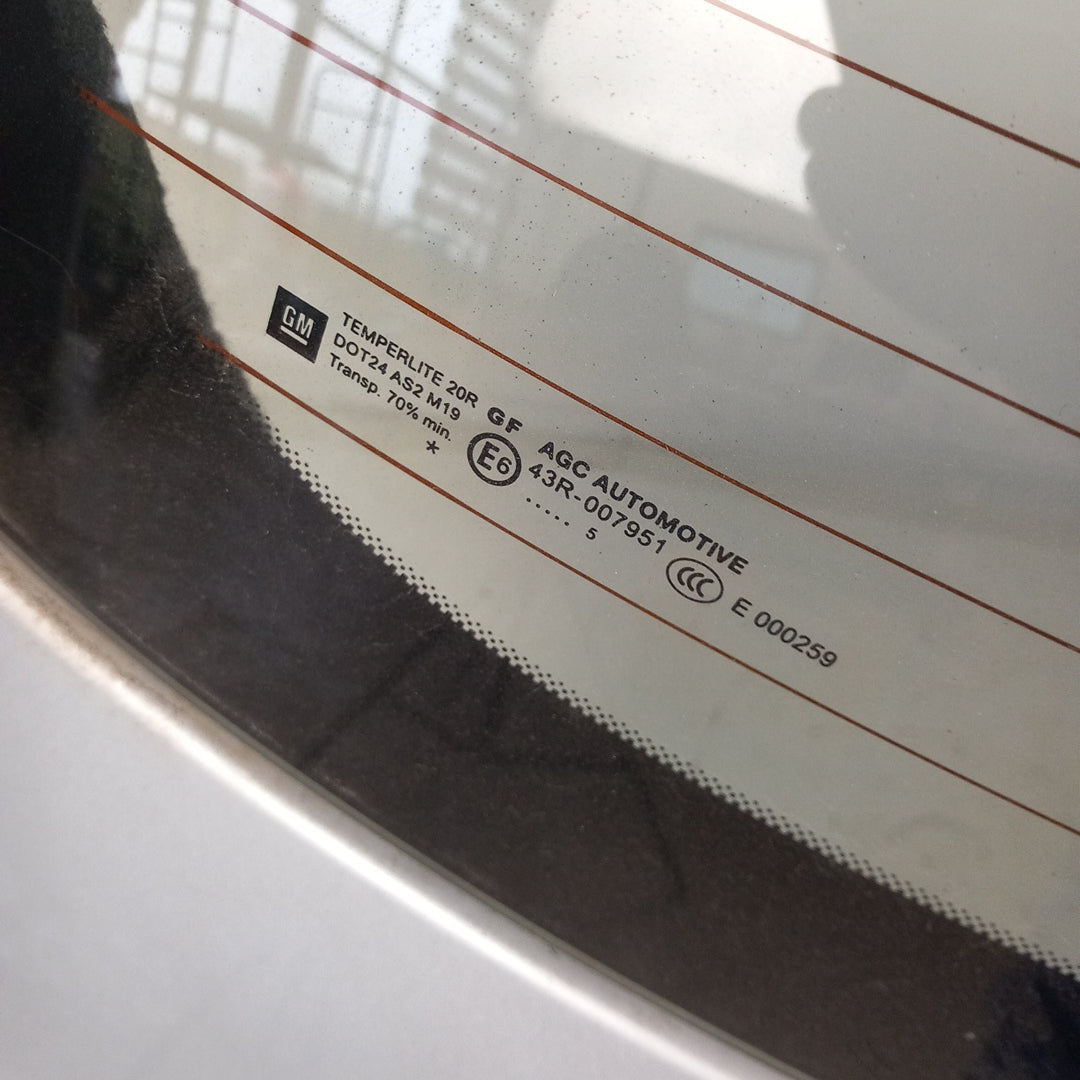 GM
TEMPERLITE 20R
DOT24 AS2 M19
Transp. 70% min.
*
GF
E6
AGC AUTOMOTIVE
43R-007951
..... 5
CCC
E 000259